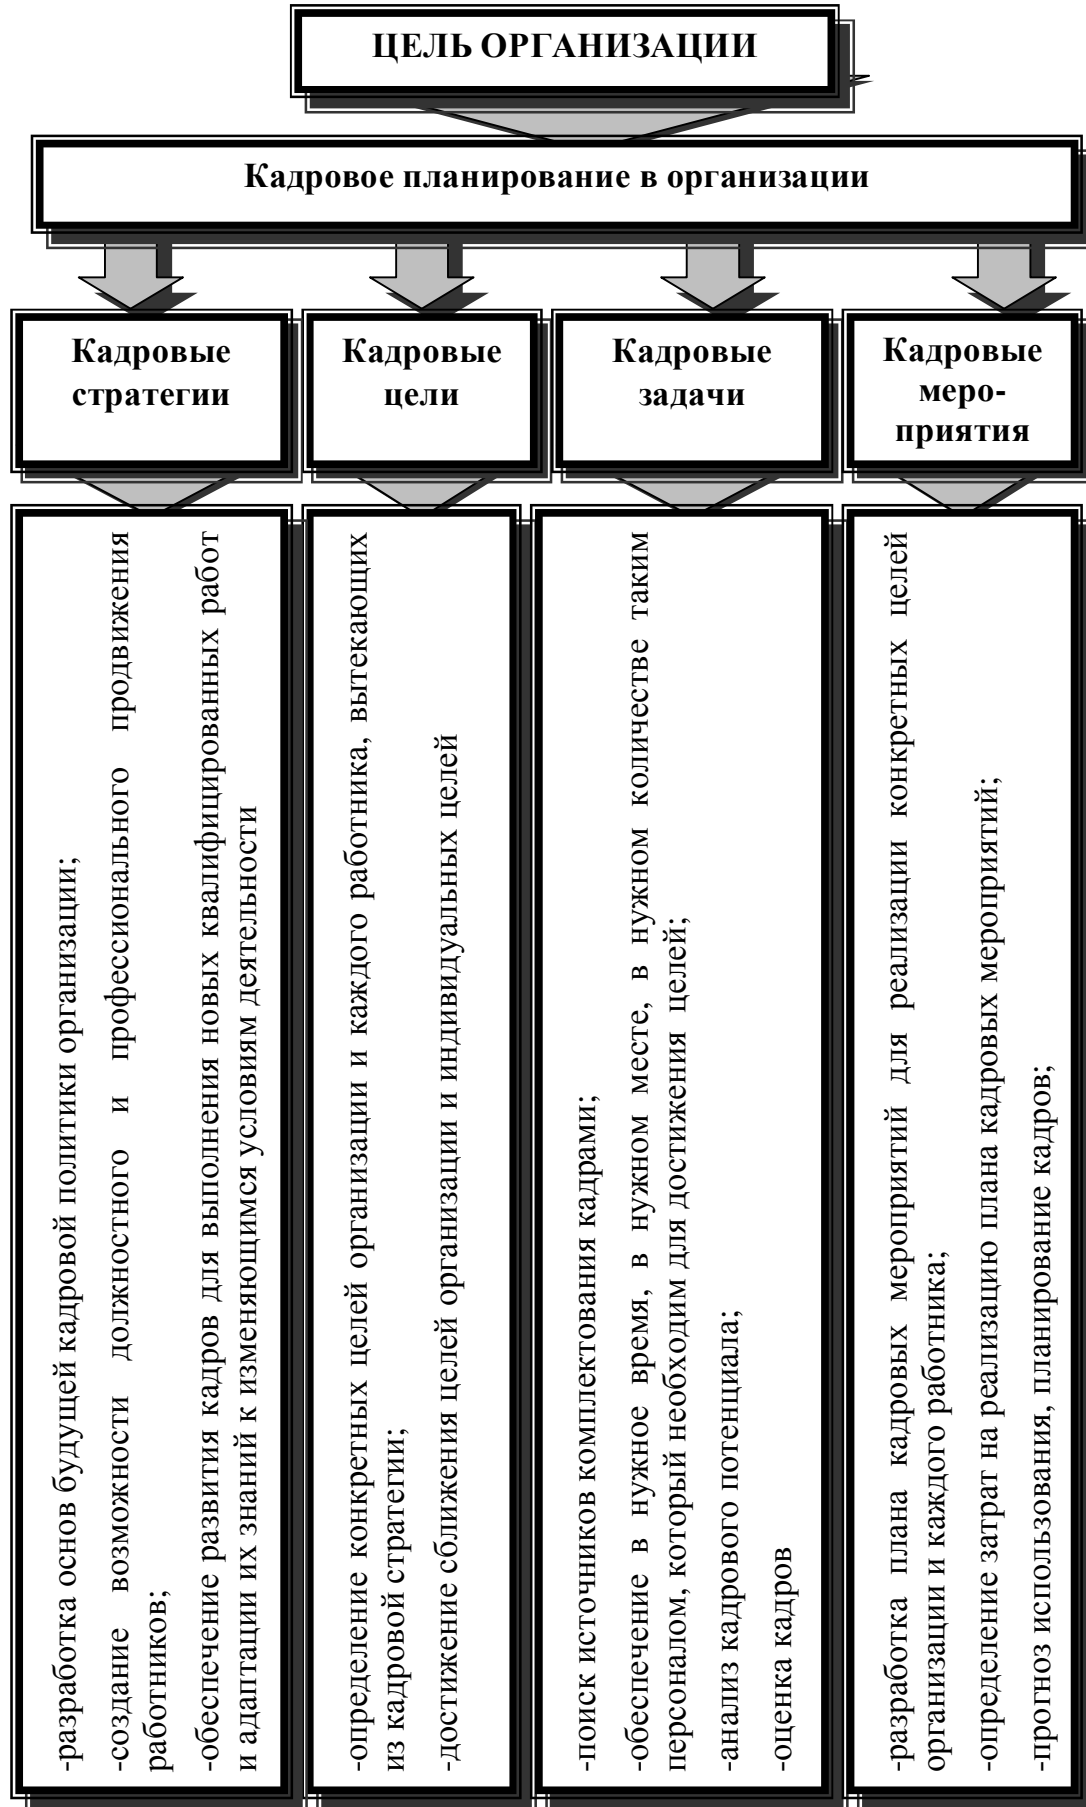 ЦЕЛЬ ОРГАНИЗАЦИИ
Кадровое планирование в организации
Кадровые
стратегии
Кадровые
цели
Кадровые
задачи
Кадровые
меро-
приятия
-разработка основ будущей кадровой политики организации;
-создание возможности должностного и профессионального продвижения
работников;
-обеспечение развития кадров для выполнения новых квалифицированных работ
и адаптации их знаний к изменяющимся условиям деятельности
-определение конкретных целей организации и каждого работника, вытекающих
из кадровой стратегии;
-достижение сближения целей организации и индивидуальных целей
-поиск источников комплектования кадрами;
-обеспечение в нужное время, в нужном месте, в нужном количестве таким
персоналом, который необходим для достижения целей;
-анализ кадрового потенциала;
-оценка кадров
-разработка плана кадровых мероприятий для реализации конкретных целей
организации и каждого работника;
-определение затрат на реализацию плана кадровых мероприятий;
-прогноз использования, планирование кадров;